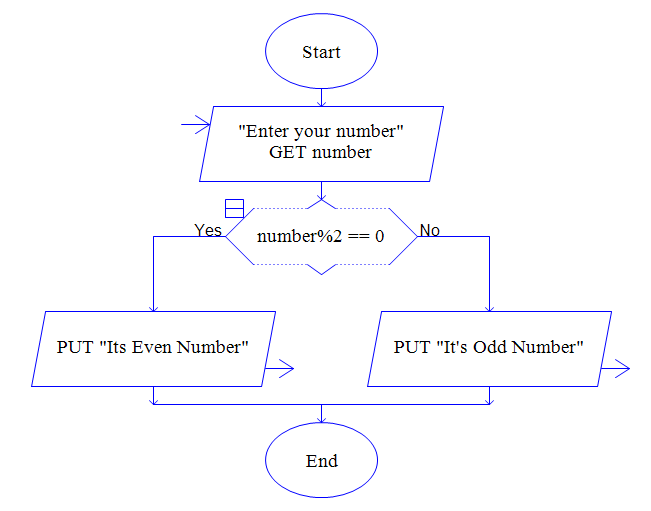 Start
"Enter your number"
GET number
number%2 == 0
Yes
No
PUT "Its Even Number"
PUT "It's Odd Number"
End